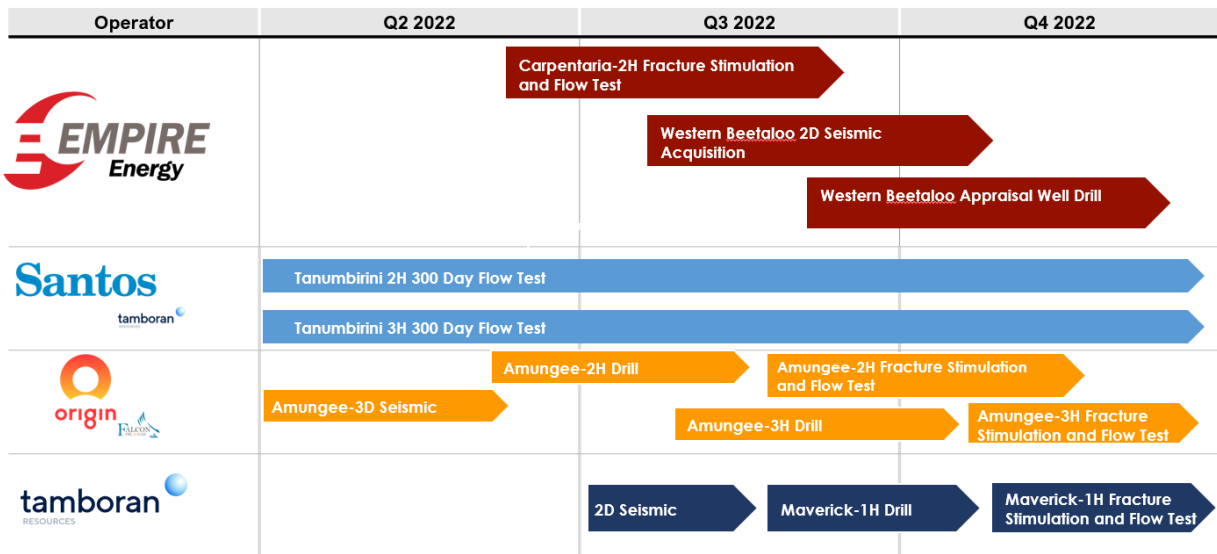 Operator
Q2 2022
Q3 2022
Q4 2022
EMPIRE
Energy
Carpentaria-2H Fracture Stimulation
and Flow Test
Western Beetaloo 2D Seismic
Acquisition
Western Beetaloo Appraisal Well Drill
Santos
tamboran
RESOURCES
Tanumbirini 2H 300 Day Flow Test
Tanumbirini 3H 300 Day Flow Test
origin
FALCON
Amungee-2H Drill
Amungee-2H Fracture Stimulation
and Flow Test
Amungee-3D Seismic
Amungee-3H Drill
Amungee-3H Fracture
Stimulation and Flow Test
tamboran
RESOURCES
2D Seismic
Maverick-1H Drill
Maverick-1H Fracture
Stimulation and Flow Test